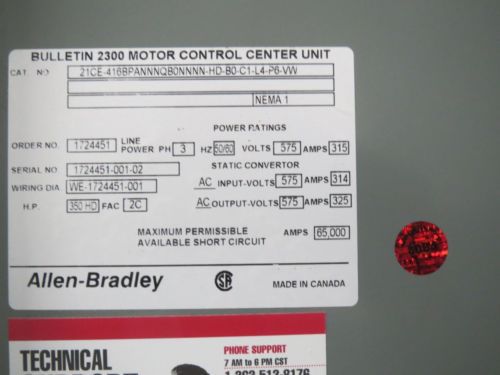 BULLETIN 2300 MOTOR CONTROL CENTER UNIT
CAT NO 21CE-416BPANNNQB0NNNN-HD-B0-C1-L4-P6-VW
NEMA 1
POWER RATINGS
ORDER NO. 1724451 LINE POWER PH 3 HZ 50/60 VOLTS 575 AMPS 315
SERIAL NO 1724451-001-02 STATIC CONVERTOR
WIRING DIA WE-1724451-001 AC INPUT-VOLTS 575 AMPS 314
H.P. 350 HD FAC 2C AC OUTPUT-VOLTS 575 AMPS 325
MAXIMUM PERMISSIBLE
AVAILABLE SHORT CIRCUIT AMPS 65,000
Allen-Bradley SA MADE IN CANADA
TECHNICAL
PHONE SUPPORT
7 AM to 6 PM CST